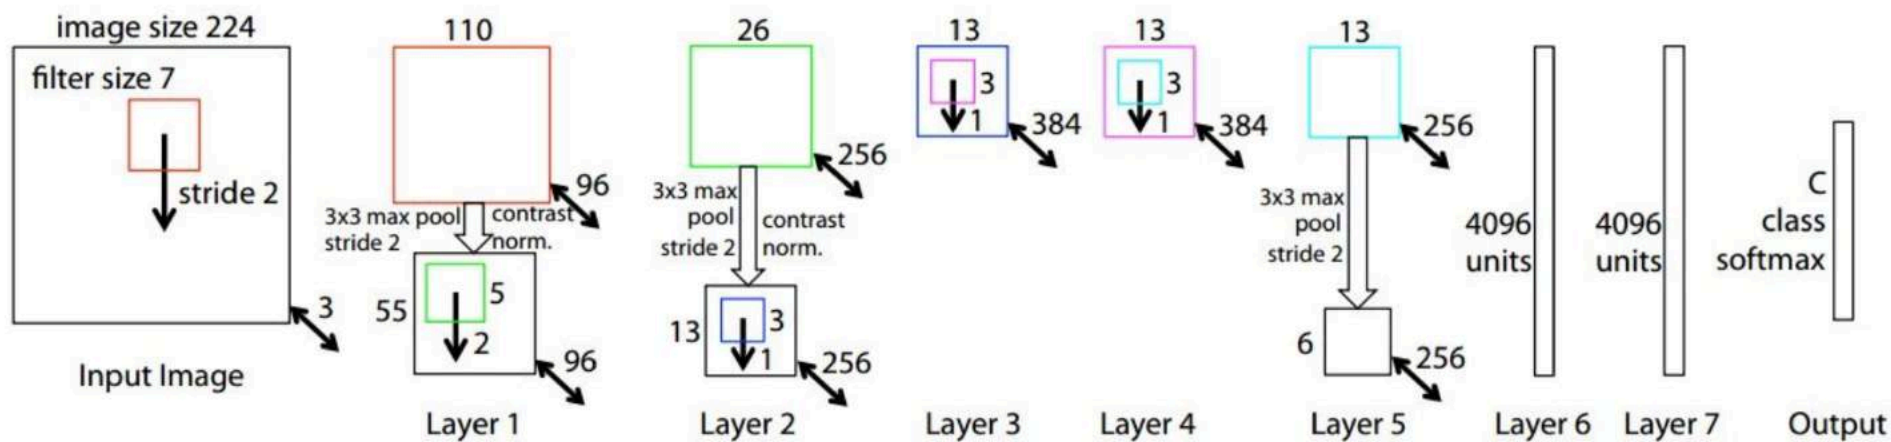 image size 224
filter size 7
stride 2
3
Input Image
110
96
3x3 max pool
stride 2
contrast
norm.
55
5
2
96
Layer 1
26
256
3x3 max
pool
stride 2
contrast
norm.
13
3
1
256
Layer 2
13
3
1
384
Layer 3
13
3
1
384
Layer 4
13
256
3x3 max
pool
stride 2
6
256
Layer 5
4096
units
Layer 6
4096
units
Layer 7
C
class
softmax
Output